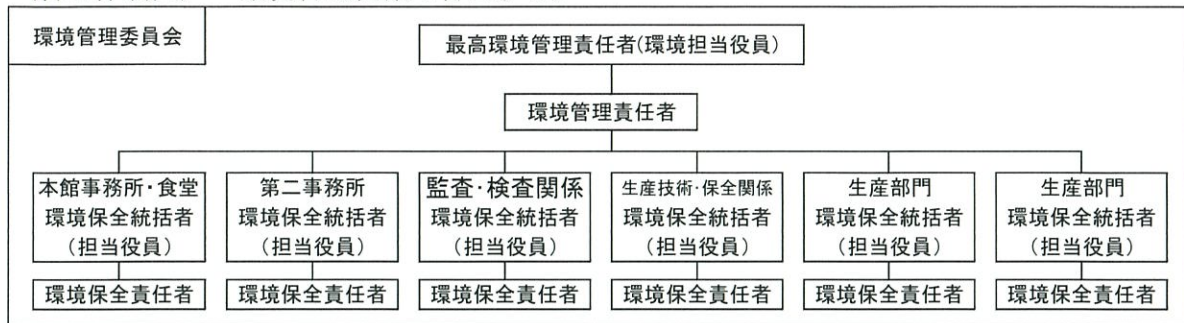 環境管理委員会
最高環境管理責任者(環境担当役員)
環境管理責任者
本館事務所・食堂
環境保全統括者
(担当役員)
第二事務所
環境保全統括者
(担当役員)
監査・検査関係
環境保全統括者
(担当役員)
生産技術・保全関係
環境保全統括者
(担当役員)
生産部門
環境保全統括者
(担当役員)
生産部門
環境保全統括者
(担当役員)
環境保全責任者
環境保全責任者
環境保全責任者
環境保全責任者
環境保全責任者
環境保全責任者